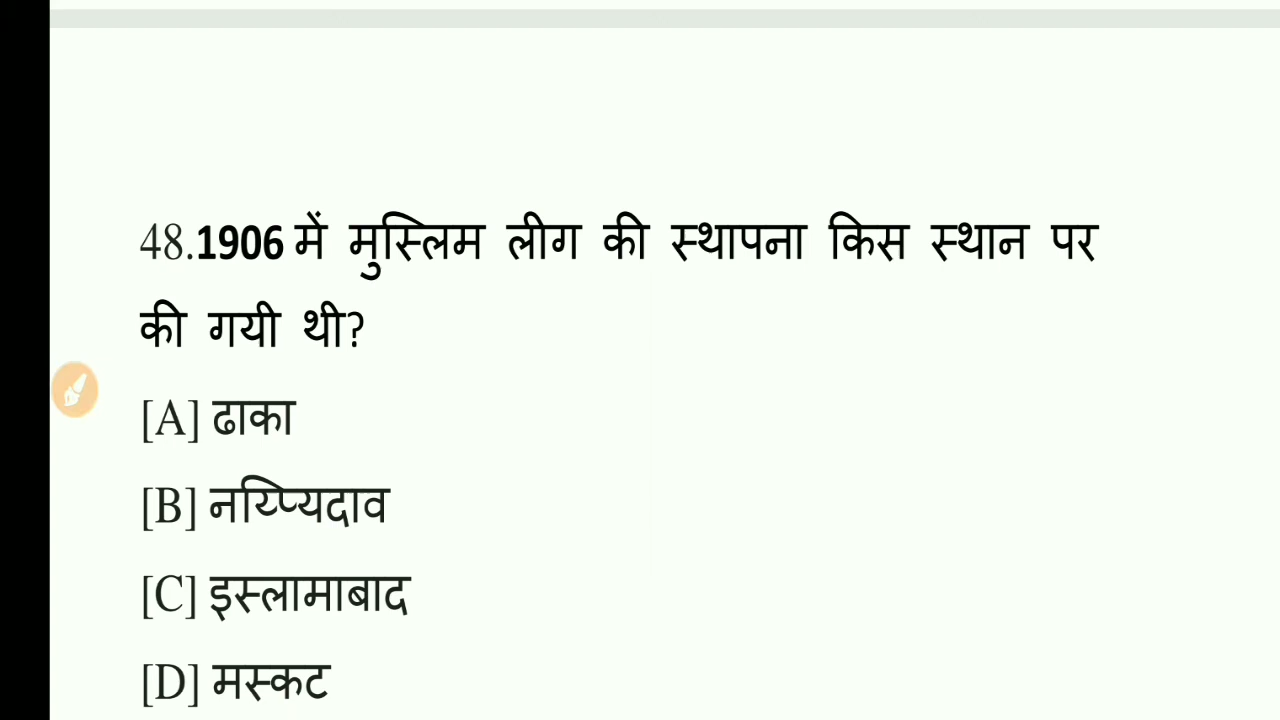 48.1906 में मुस्लिम लीग की स्थापना किस स्थान पर
की गयी थी?
[A] ढाका
[B] नय्प्यिदाव
[C] इस्लामाबाद
[D] मस्कट